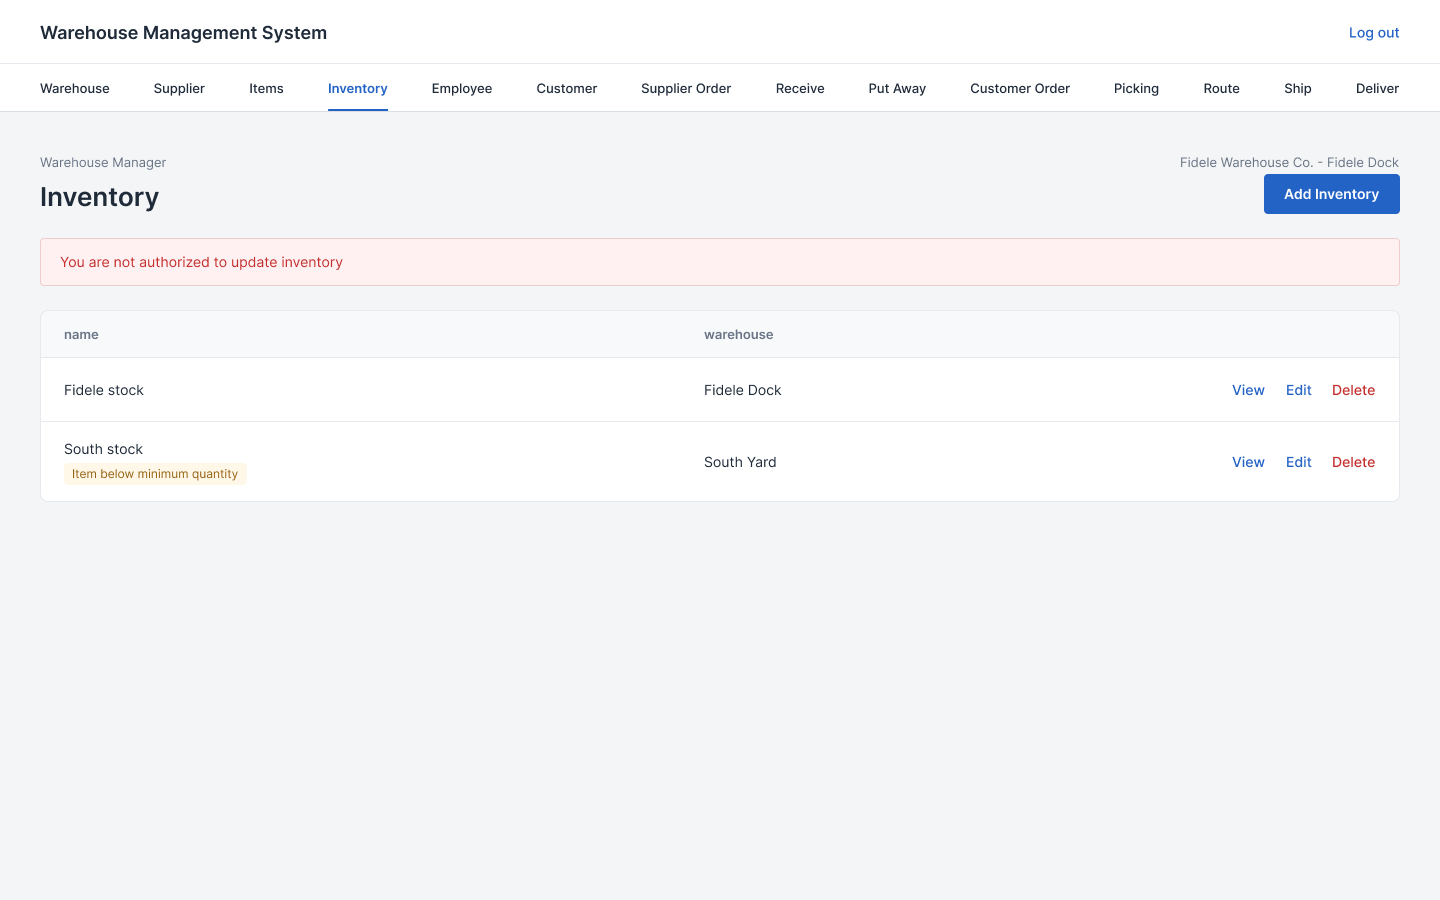 Warehouse Management System
Log out
Warehouse Supplier Items Inventory Employee Customer Supplier Order Receive Put Away Customer Order Picking Route Ship Deliver
Warehouse Manager
Fidele Warehouse Co. - Fidele Dock
Inventory
Add Inventory
You are not authorized to update inventory
name warehouse
Fidele stock Fidele Dock View Edit Delete
South stock
Item below minimum quantity
South Yard View Edit Delete